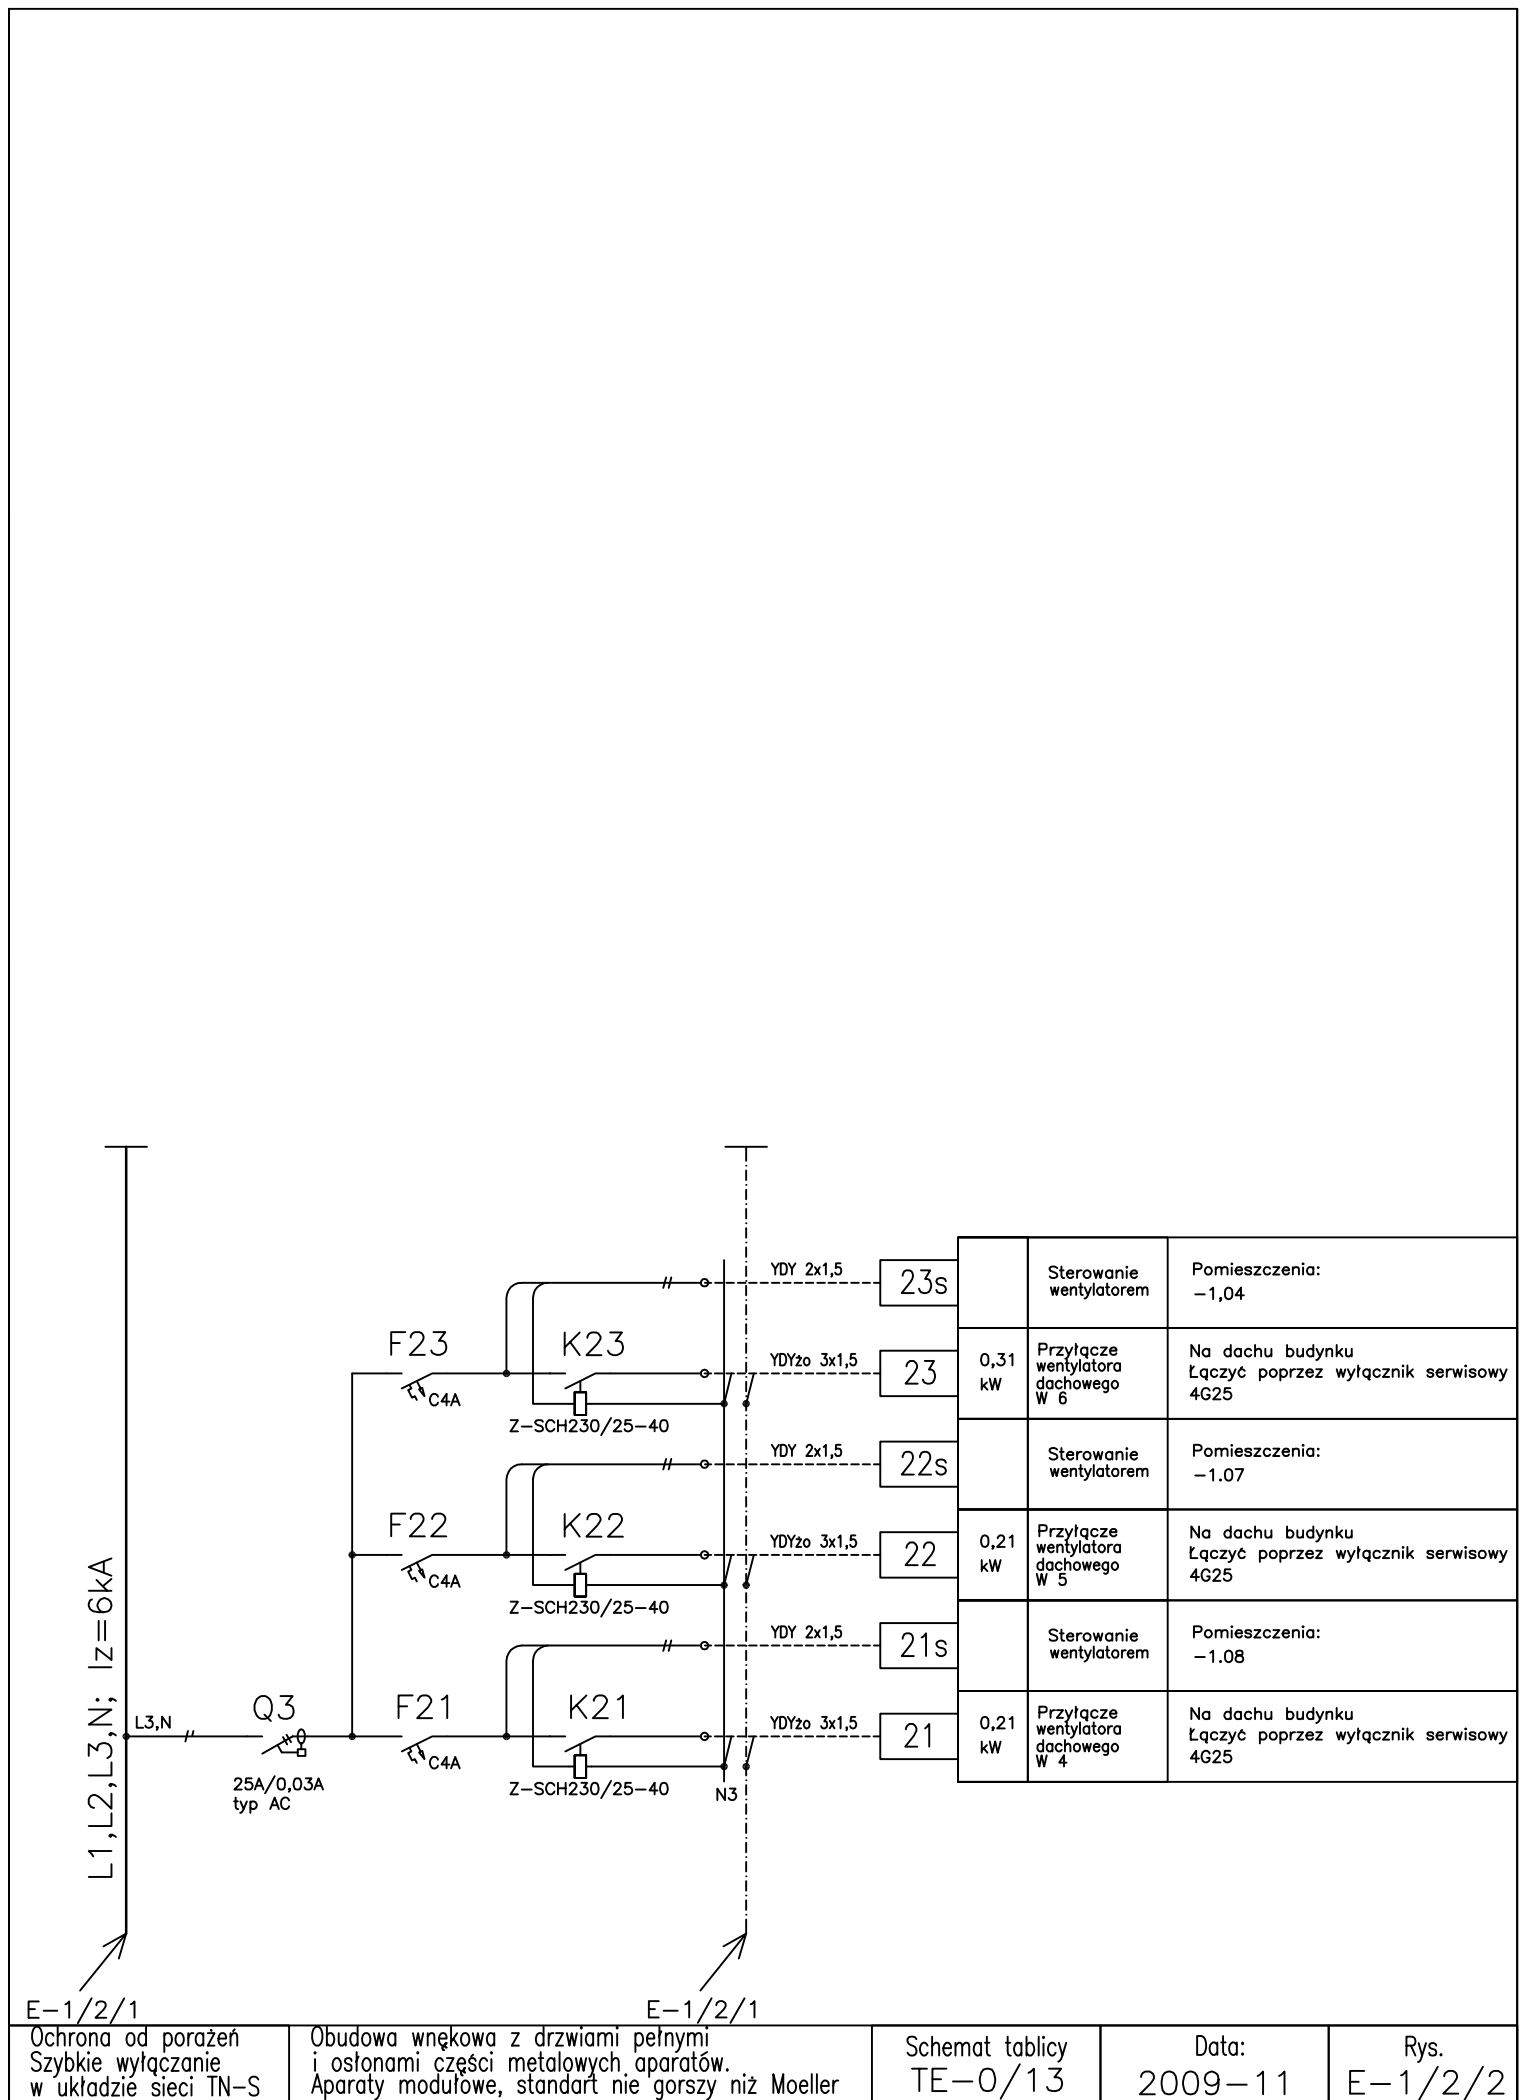 YDY 2x1,5
23s
Sterowanie
wentylatorem
Pomieszczenia:
-1,04
F23
C4A
K23
Z-SCH230/25-40
YDYżo 3x1,5
23
0,31
kW
Przyłącze
wentylatora
dachowego
W 6
Na dachu budynku
Łączyć poprzez wyłącznik serwisowy
4G25
YDY 2x1,5
22s
Sterowanie
wentylatorem
Pomieszczenia:
-1.07
F22
C4A
K22
Z-SCH230/25-40
YDYżo 3x1,5
22
0,21
kW
Przyłącze
wentylatora
dachowego
W 5
Na dachu budynku
Łączyć poprzez wyłącznik serwisowy
4G25
YDY 2x1,5
21s
Sterowanie
wentylatorem
Pomieszczenia:
-1.08
L1,L2,L3,N; Iz=6kA
L3,N
Q3
25A/0,03A
typ AC
F21
C4A
K21
Z-SCH230/25-40
N3
YDYżo 3x1,5
21
0,21
kW
Przyłącze
wentylatora
dachowego
W 4
Na dachu budynku
Łączyć poprzez wyłącznik serwisowy
4G25
E-1/2/1
E-1/2/1
Ochrona od porażeń
Szybkie wyłączanie
w układzie sieci TN-S
Obudowa wnękowa z drzwiami pełnymi
i osłonami części metalowych aparatów.
Aparaty modułowe, standart nie gorszy niż Moeller
Schemat tablicy
TE-0/13
Data:
2009-11
Rys.
E-1/2/2